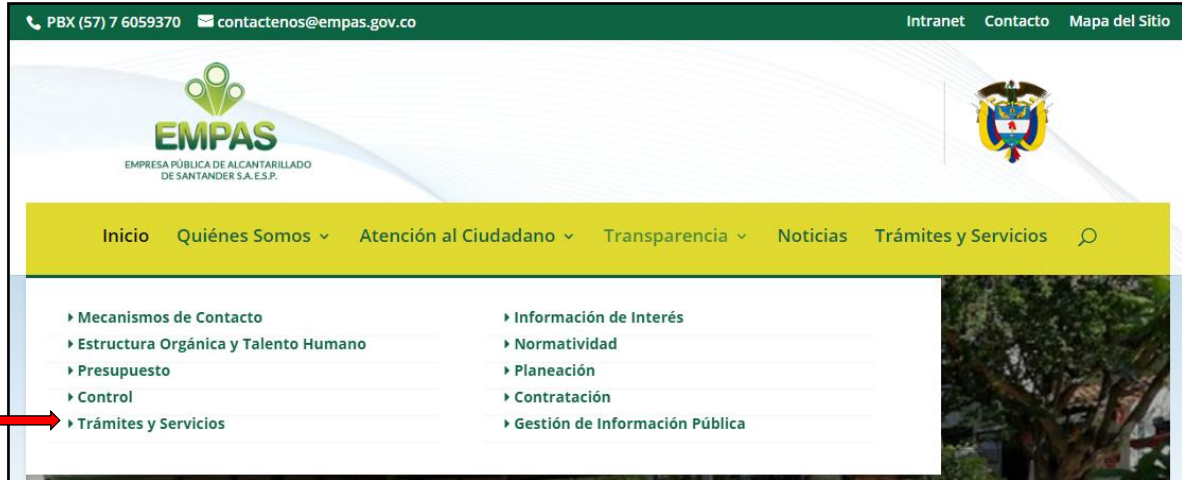 PBX (57) 7 6059370 contactenos@empas.gov.co Intranet Contacto Mapa del Sitio
EMPAS
EMPRESA PÚBLICA DE ALCANTARILLADO
DE SANTANDER S.A. E.S.P.
Inicio Quiénes Somos Atención al Ciudadano Transparencia Noticias Trámites y Servicios
Mecanismos de Contacto
Estructura Orgánica y Talento Humano
Presupuesto
Control
Trámites y Servicios
Información de Interés
Normatividad
Planeación
Contratación
Gestión de Información Pública